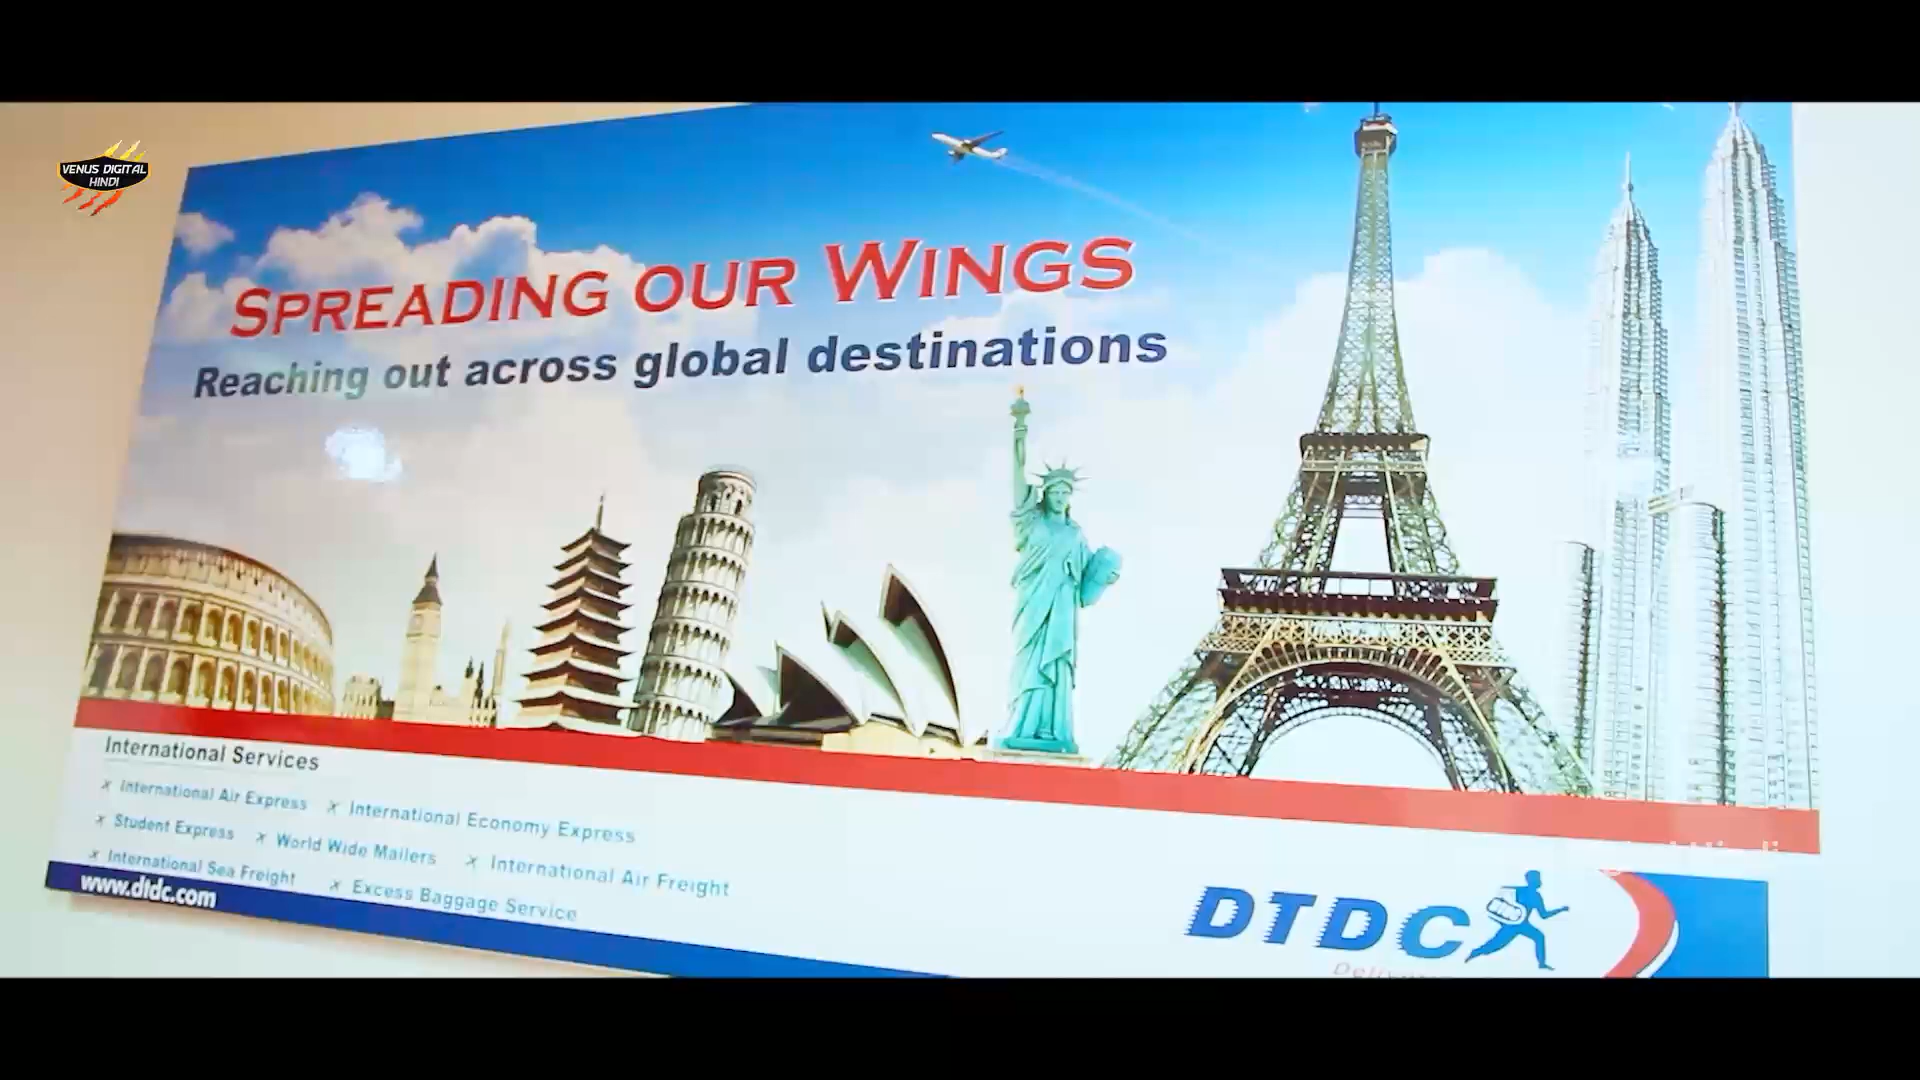 VENUS DIGITAL
HINDI
SPREADING OUR WINGS
Reaching out across global destinations
International Services
International Air Express International Economy Express
Student Express World Wide Mailers International Air Freight
International Sea Freight Excess Baggage Service
www.dtdc.com
DTDC